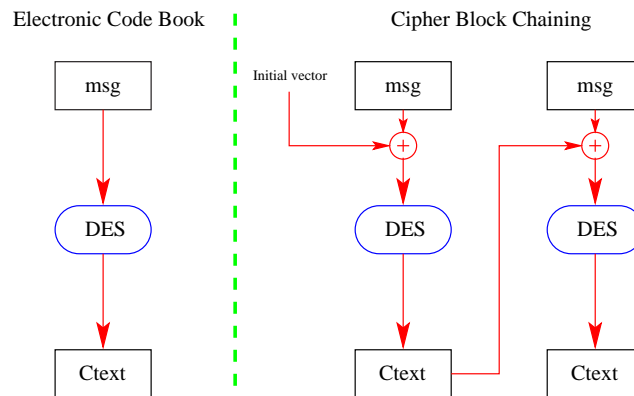 Electronic Code Book
Cipher Block Chaining
msg
Initial vector
msg
msg
+
+
DES
DES
DES
Ctext
Ctext
Ctext